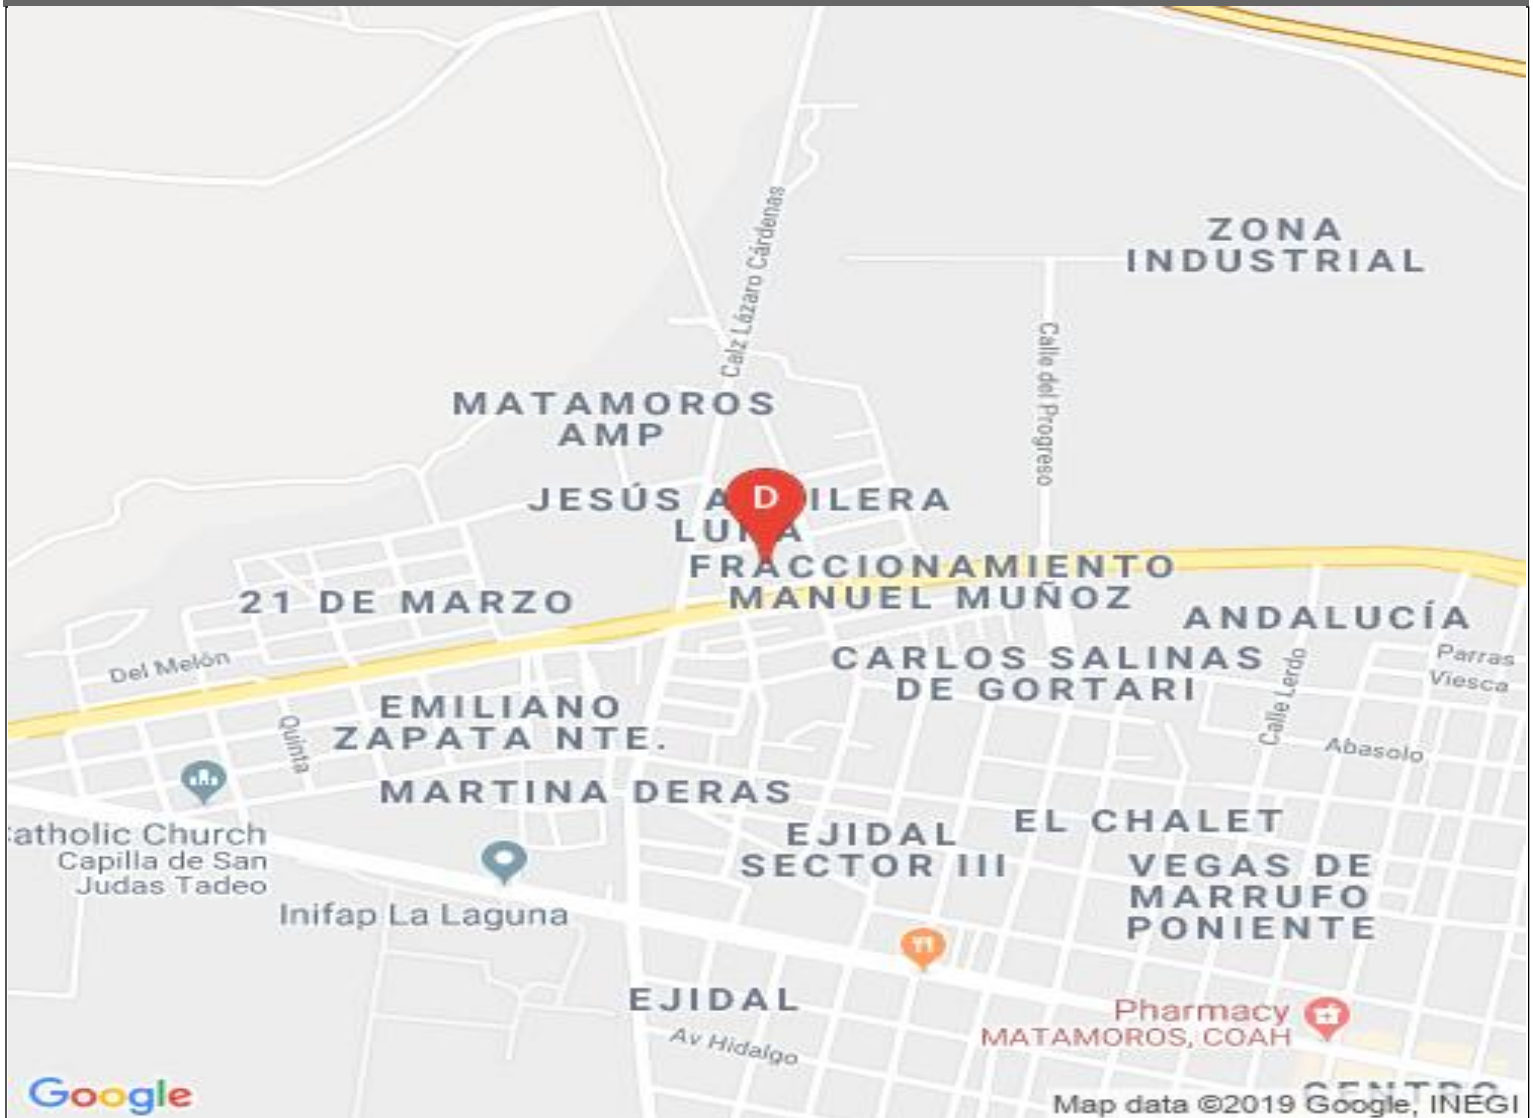 ZONA
INDUSTRIAL
Calz Lázaro Cárdenas
Calle del Progreso
MATAMOROS
AMP
D
JESÚS A ILERA
LU A
FRACCIONAMIENTO
MANUEL MUÑOZ
21 DE MARZO
ANDALUCÍA
Del Melón
CARLOS SALINAS
DE GORTARI
Parras
Viesca
Calle Lerdo
EMILIANO
ZAPATA NTE.
Quinta
Abasolo
MARTINA DERAS
EL CHALET
EJIDAL
SECTOR III
atholic Church
Capilla de San
Judas Tadeo
VEGAS DE
MARRUFO
PONIENTE
Inifap La Laguna
EJIDAL
Av Hidalgo
Pharmacy
MATAMOROS, COAH
CENTRO
Google
Map data ©2019 Google, INEGI